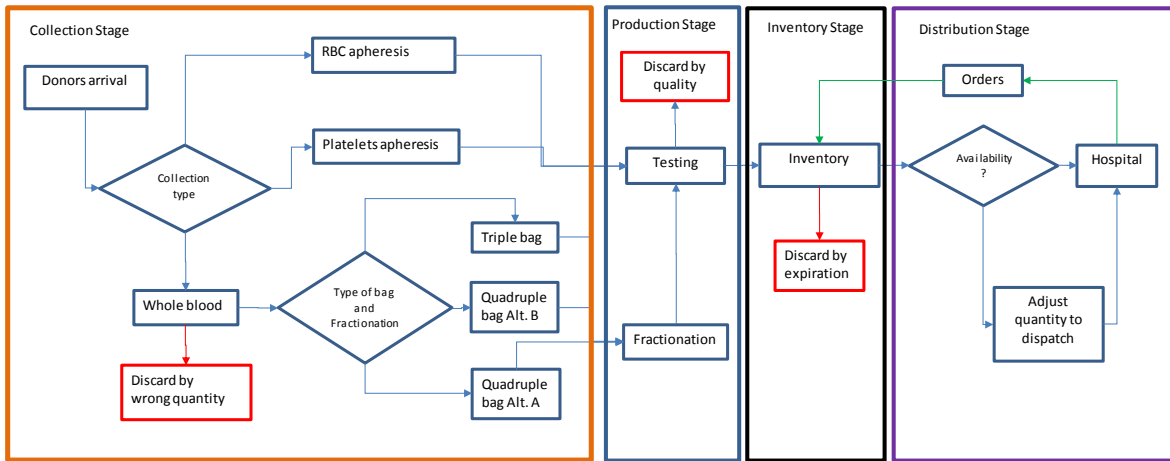 Collection Stage
Donors arrival
RBC apheresis
Platelets apheresis
Collection
type
Triple bag
Whole blood
Type of bag
and
Fractionation
Quadruple
bag Alt. B
Discard by
wrong quantity
Quadruple
bag Alt. A
Production Stage
Discard by
quality
Testing
Fractionation
Inventory Stage
Inventory
Discard by
expiration
Distribution Stage
Orders
Availability
?
Hospital
Adjust
quantity to
dispatch